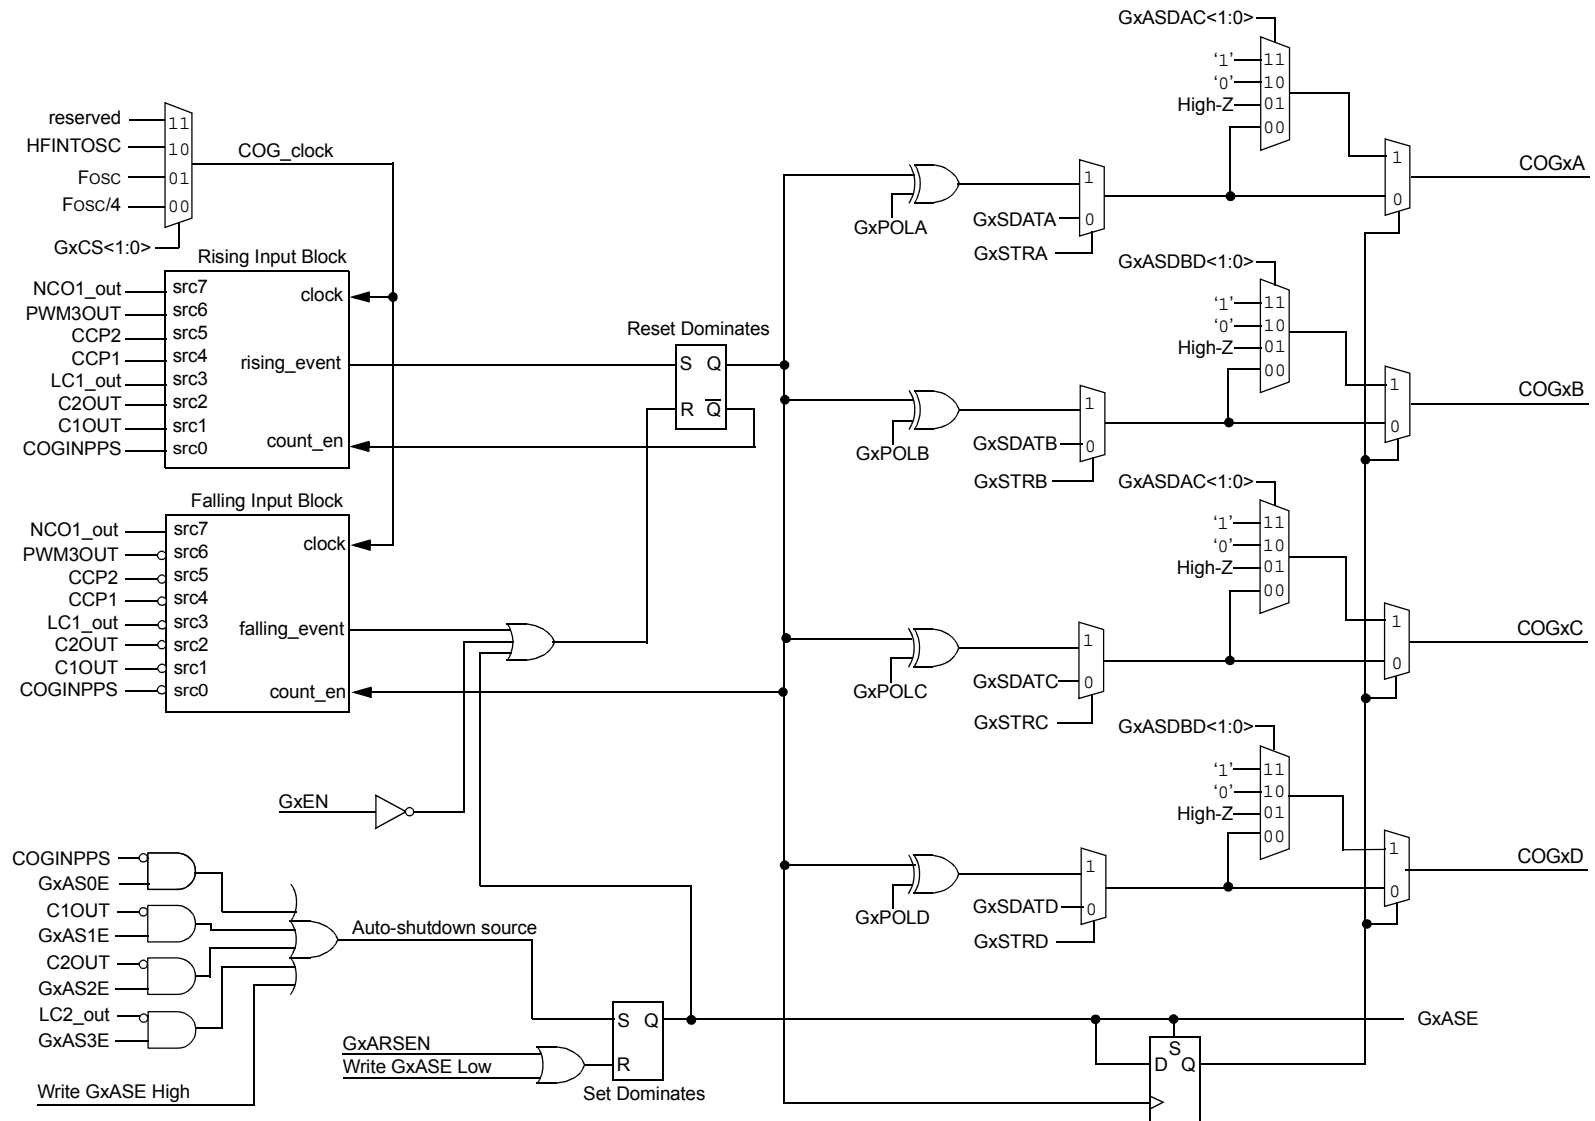 GxASDAC<1:0>
'1' 11
'0' 10
High-Z 01
00
1
0
COGxA
reserved 11
HFINTOSC 10
FOSC 01
FOSC/4 00
GxCS<1:0>
COG_clock
GxPOLA
1
GxSDATA 0
GxSTRA
Rising Input Block
NCO1_out src7
PWM3OUT src6
CCP2 src5
CCP1 src4
LC1_out src3
C2OUT src2
C1OUT src1
COGINPPS src0
clock
rising_event
count_en
Reset Dominates
S Q
R Q̅
GxASDBD<1:0>
'1' 11
'0' 10
High-Z 01
00
1
0
COGxB
GxPOLB
1
GxSDATB 0
GxSTRB
Falling Input Block
NCO1_out src7
PWM3OUT src6
CCP2 src5
CCP1 src4
LC1_out src3
C2OUT src2
C1OUT src1
COGINPPS src0
clock
falling_event
count_en
GxASDAC<1:0>
'1' 11
'0' 10
High-Z 01
00
1
0
COGxC
GxPOLC
1
GxSDATC 0
GxSTRC
GxEN
GxASDBD<1:0>
'1' 11
'0' 10
High-Z 01
00
1
0
COGxD
GxPOLD
1
GxSDATD 0
GxSTRD
COGINPPS
GxAS0E
C1OUT
GxAS1E
C2OUT
GxAS2E
LC2_out
GxAS3E
Write GxASE High
Auto-shutdown source
GxARSEN
Write GxASE Low
S Q
R
Set Dominates
GxASE
S
D Q